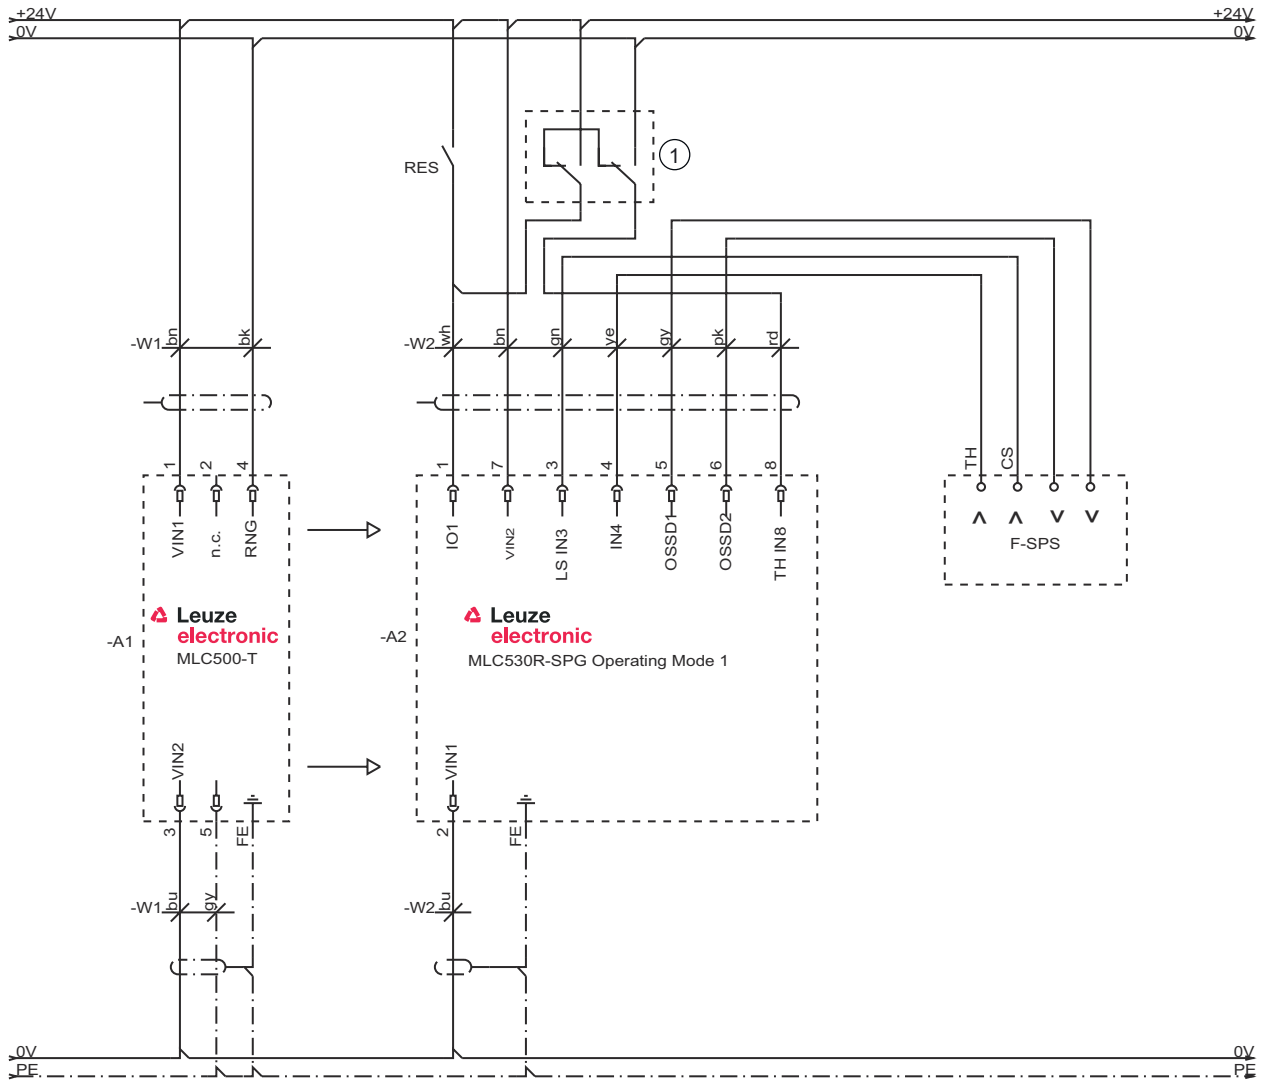 +24V +24V
0V 0V
1
RES
-W1 bn bk -W2 wh bn gn ye gy pk rd
TH CS
1 2 4 1 7 3 4 5 6 8
VIN1 n.c. RNG IO1 VIN2 LS IN3 IN4 OSSD1 OSSD2 TH IN8
F-SPS
Leuze Leuze
electronic electronic
-A1 -A2
MLC500-T MLC530R-SPG Operating Mode 1
VIN2 VIN1
3 5 FE 2 FE
-W1 bu gy -W2 bu
0V 0V
PE PE